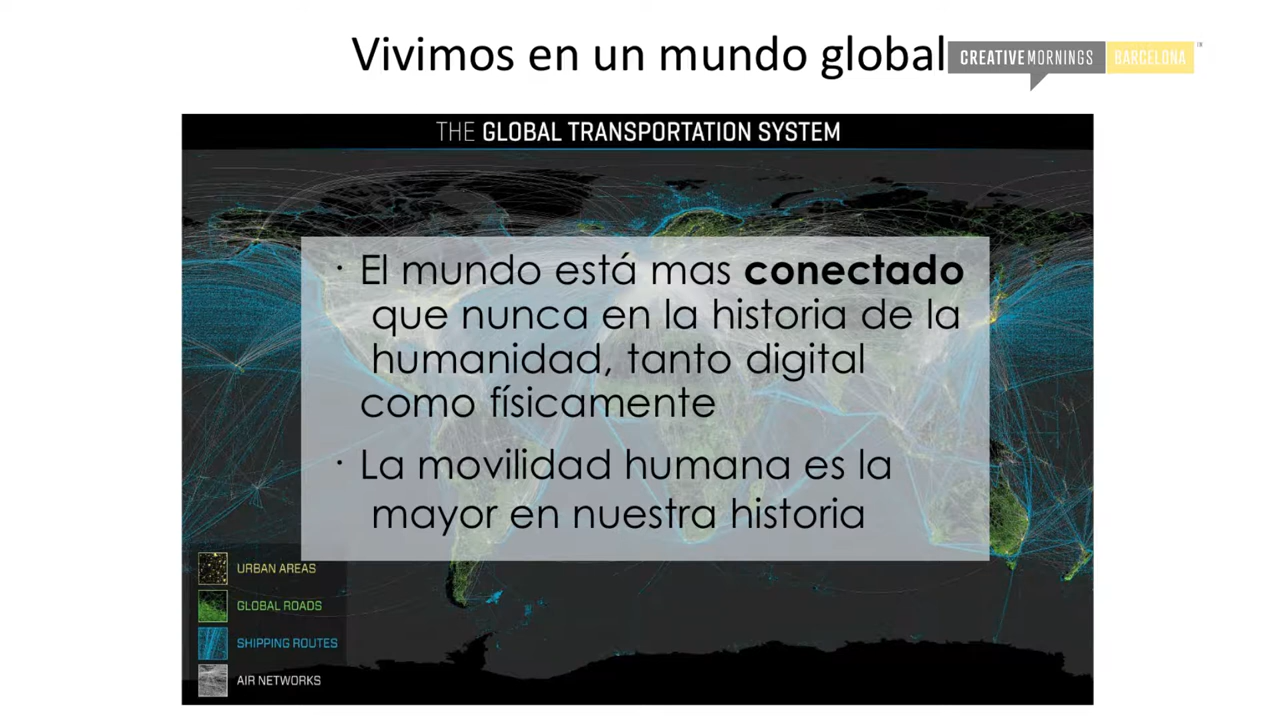 Vivimos en un mundo global
CREATIVEMORNINGS BARCELONA ™
THE GLOBAL TRANSPORTATION SYSTEM
· El mundo está mas conectado
que nunca en la historia de la
humanidad, tanto digital
como físicamente
· La movilidad humana es la
mayor en nuestra historia
URBAN AREAS
GLOBAL ROADS
SHIPPING ROUTES
AIR NETWORKS